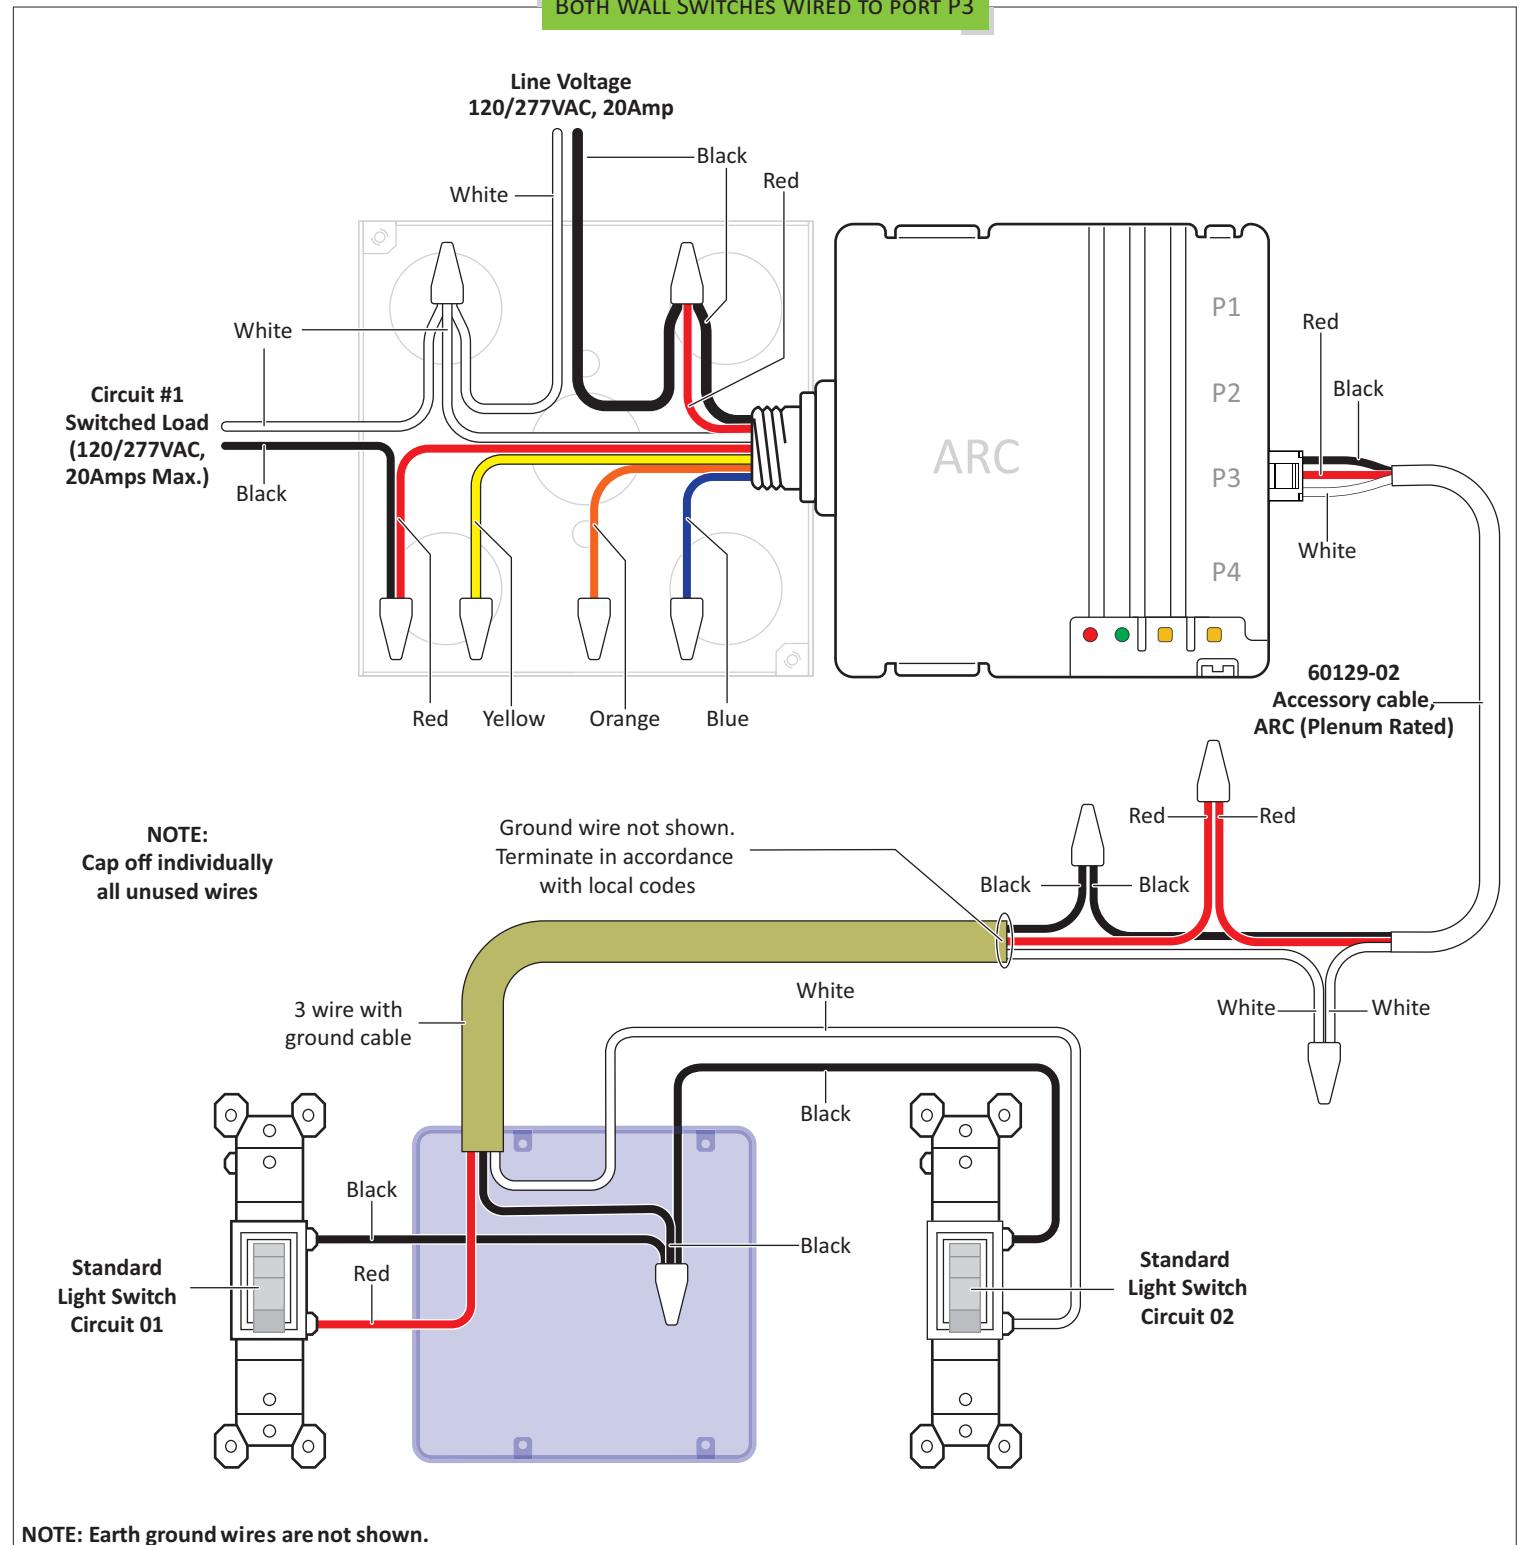 BOTH WALL SWITCHES WIRED TO PORT P3
Line Voltage
120/277VAC, 20Amp
Black
White
Red
White
Circuit #1
Switched Load
(120/277VAC,
20Amps Max.)
Black
ARC
P1
P2
P3
P4
Red
Black
White
Red
Yellow
Orange
Blue
60129-02
Accessory cable,
ARC (Plenum Rated)
NOTE:
Cap off individually
all unused wires
Ground wire not shown.
Terminate in accordance
with local codes
Red
Red
Black
Black
White
White
3 wire with
ground cable
White
Black
Black
Black
Red
Standard
Light Switch
Circuit 01
Standard
Light Switch
Circuit 02
NOTE: Earth ground wires are not shown.